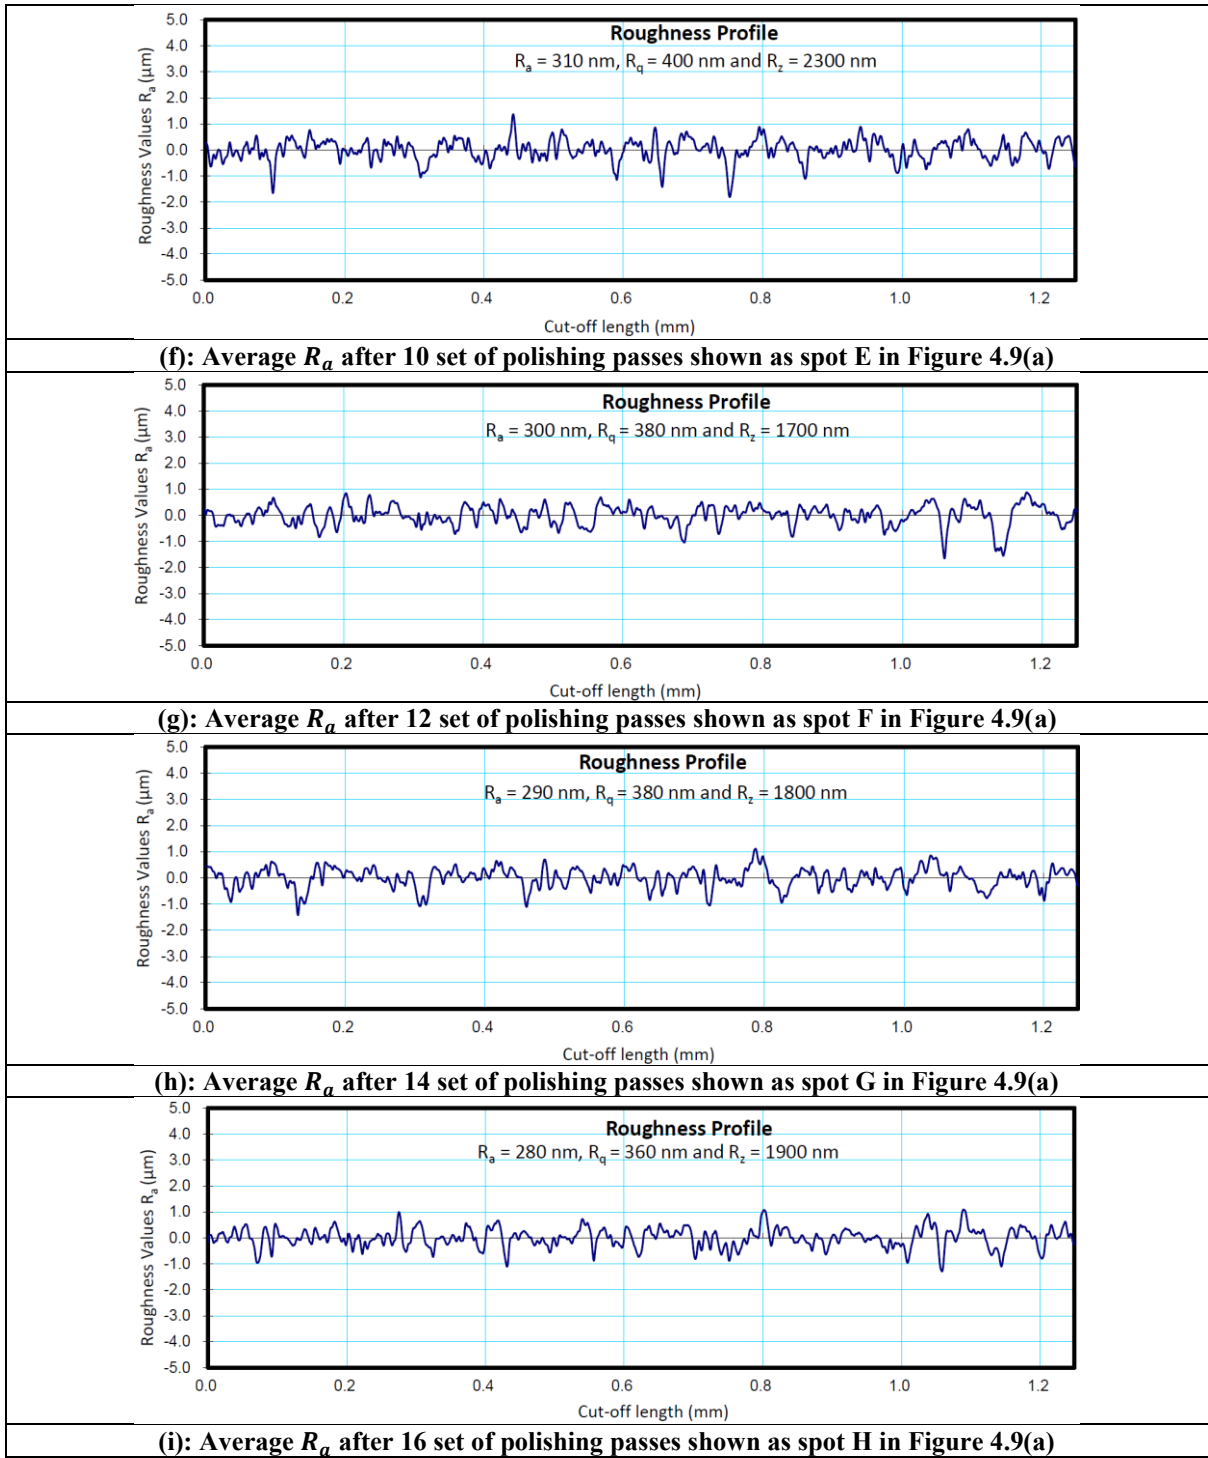 Roughness Profile
Rₐ = 310 nm, R_q = 400 nm and R_z = 2300 nm
Roughness Values Rₐ (µm)
5.0
4.0
3.0
2.0
1.0
0.0
-1.0
-2.0
-3.0
-4.0
-5.0
0.0 0.2 0.4 0.6 0.8 1.0 1.2
Cut-off length (mm)
(f): Average Rₐ after 10 set of polishing passes shown as spot E in Figure 4.9(a)
Roughness Profile
Rₐ = 300 nm, R_q = 380 nm and R_z = 1700 nm
Roughness Values Rₐ (µm)
5.0
4.0
3.0
2.0
1.0
0.0
-1.0
-2.0
-3.0
-4.0
-5.0
0.0 0.2 0.4 0.6 0.8 1.0 1.2
Cut-off length (mm)
(g): Average Rₐ after 12 set of polishing passes shown as spot F in Figure 4.9(a)
Roughness Profile
Rₐ = 290 nm, R_q = 380 nm and R_z = 1800 nm
Roughness Values Rₐ (µm)
5.0
4.0
3.0
2.0
1.0
0.0
-1.0
-2.0
-3.0
-4.0
-5.0
0.0 0.2 0.4 0.6 0.8 1.0 1.2
Cut-off length (mm)
(h): Average Rₐ after 14 set of polishing passes shown as spot G in Figure 4.9(a)
Roughness Profile
Rₐ = 280 nm, R_q = 360 nm and R_z = 1900 nm
Roughness Values Rₐ (µm)
5.0
4.0
3.0
2.0
1.0
0.0
-1.0
-2.0
-3.0
-4.0
-5.0
0.0 0.2 0.4 0.6 0.8 1.0 1.2
Cut-off length (mm)
(i): Average Rₐ after 16 set of polishing passes shown as spot H in Figure 4.9(a)